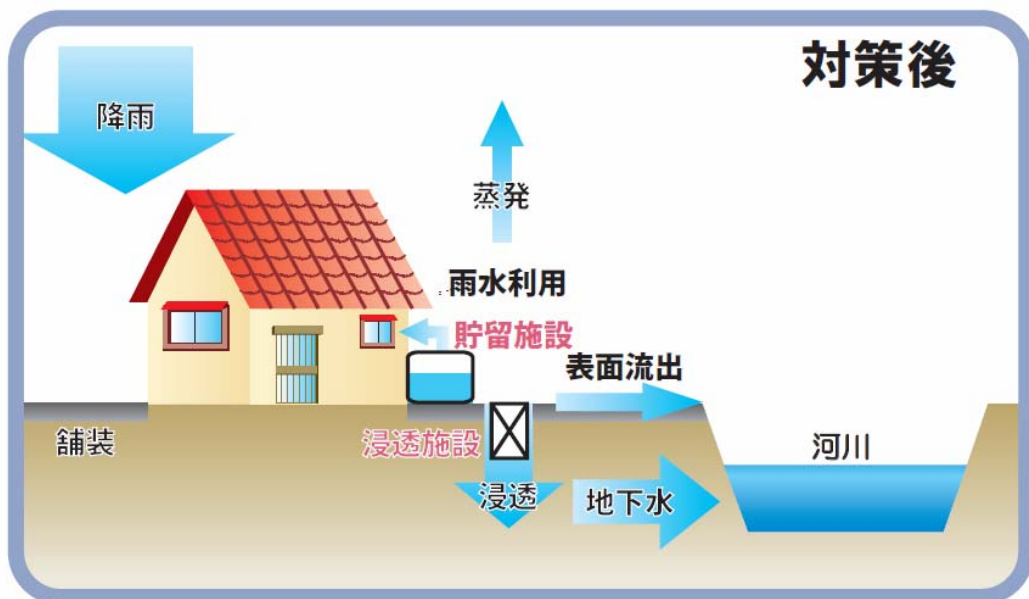 対策後
降雨
蒸発
雨水利用
貯留施設
表面流出
舗装
浸透施設
河川
浸透
地下水